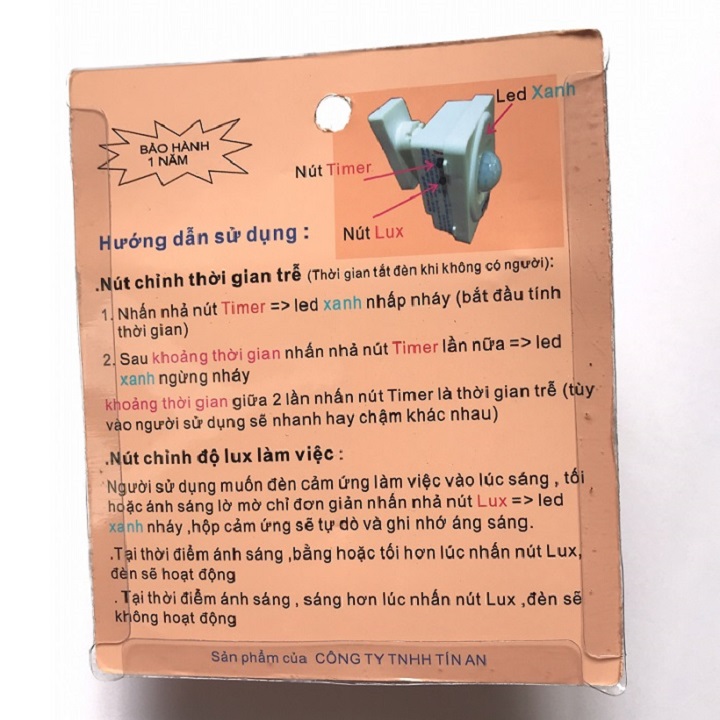 BẢO HÀNH
1 NĂM
Led Xanh
Nút Timer
Nút Lux
Hướng dẫn sử dụng :
.Nút chỉnh thời gian trễ (Thời gian tắt đèn khi không có người):
1. Nhấn nhả nút Timer => led xanh nhấp nháy (bắt đầu tính
thời gian)
2. Sau khoảng thời gian nhấn nhả nút Timer lần nữa => led
xanh ngừng nháy
khoảng thời gian giữa 2 lần nhấn nút Timer là thời gian trễ (tùy
vào người sử dụng sẽ nhanh hay chậm khác nhau)
.Nút chỉnh độ lux làm việc :
Người sử dụng muốn đèn cảm ứng làm việc vào lúc sáng , tối
hoặc ánh sáng lờ mờ chỉ đơn giản nhấn nhả nút Lux => led
xanh nháy ,hộp cảm ứng sẽ tự dò và ghi nhớ áng sáng.
.Tại thời điểm ánh sáng ,bằng hoặc tối hơn lúc nhấn nút Lux,
đèn sẽ hoạt động
. Tại thời điểm ánh sáng , sáng hơn lúc nhấn nút Lux ,đèn sẽ
không hoạt động
Sản phẩm của CÔNG TY TNHH TÍN AN